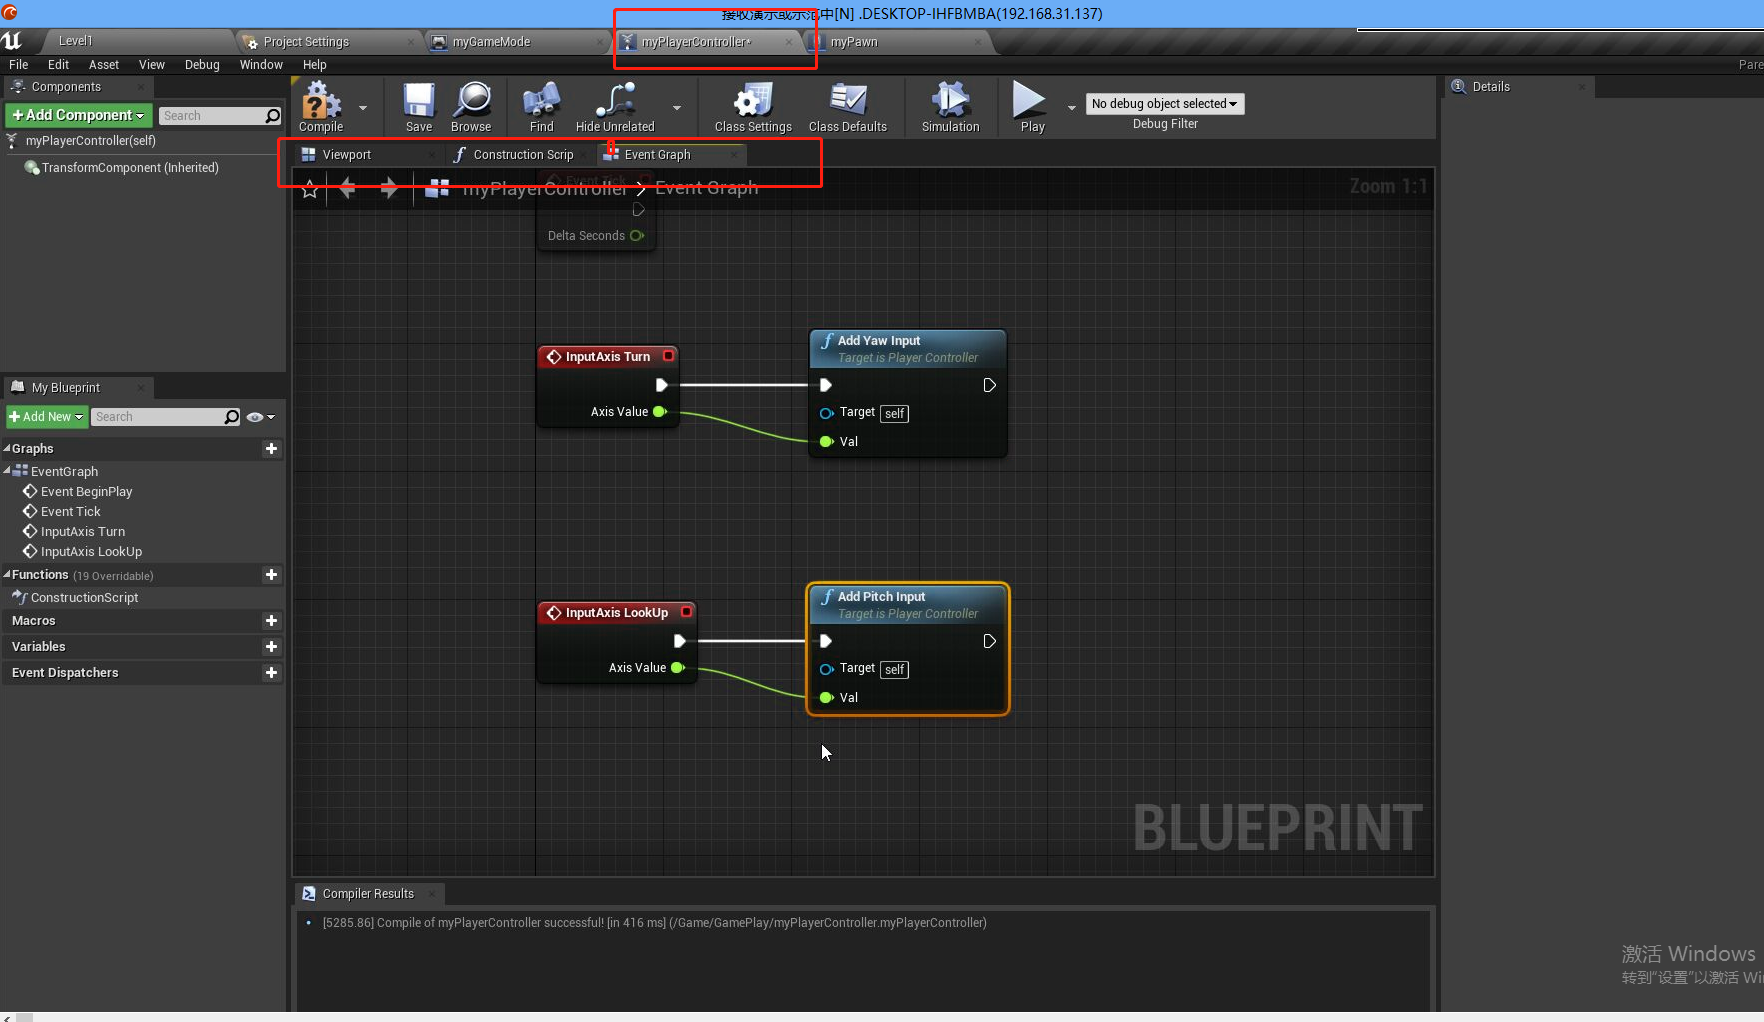 接收演示或示范中[N] .DESKTOP-IHFBMBA(192.168.31.137)
Level1
Project Settings
myGameMode
myPlayerController*
myPawn
File Edit Asset View Debug Window Help
Pare
Components
Add Component
Search
myPlayerController(self)
TransformComponent (Inherited)
Compile
Save
Browse
Find
Hide Unrelated
Class Settings
Class Defaults
Simulation
Play
No debug object selected
Debug Filter
Details
Viewport
Construction Scrip
Event Graph
myPlayerController > Event Graph
Zoom 1:1
Event Tick
Delta Seconds
InputAxis Turn
Axis Value
Add Yaw Input
Target is Player Controller
Target self
Val
InputAxis LookUp
Axis Value
Add Pitch Input
Target is Player Controller
Target self
Val
BLUEPRINT
My Blueprint
Add New
Search
Graphs
EventGraph
Event BeginPlay
Event Tick
InputAxis Turn
InputAxis LookUp
Functions (19 Overridable)
ConstructionScript
Macros
Variables
Event Dispatchers
Compiler Results
[5285.86] Compile of myPlayerController successful! [in 416 ms] (/Game/GamePlay/myPlayerController.myPlayerController)
激活 Windows
转到"设置"以激活 Win